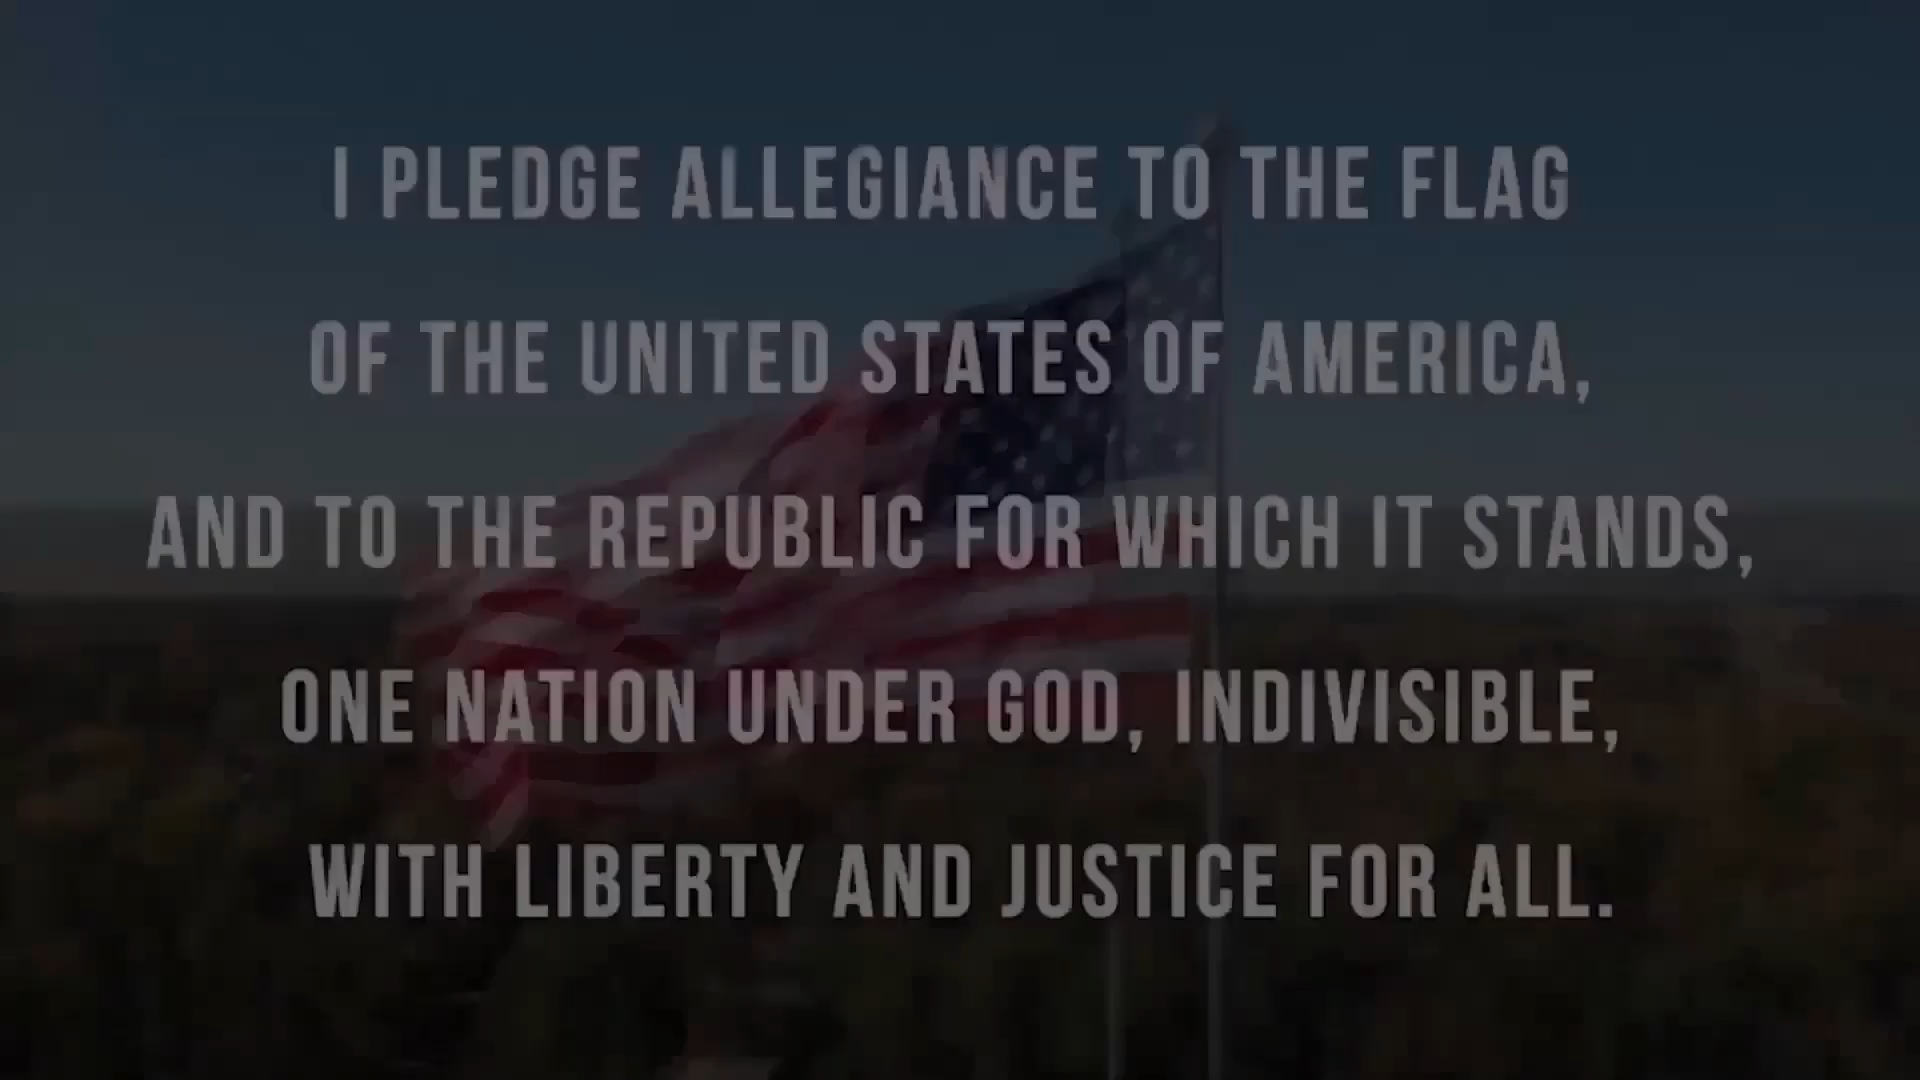 I PLEDGE ALLEGIANCE TO THE FLAG
OF THE UNITED STATES OF AMERICA,
AND TO THE REPUBLIC FOR WHICH IT STANDS,
ONE NATION UNDER GOD, INDIVISIBLE,
WITH LIBERTY AND JUSTICE FOR ALL.